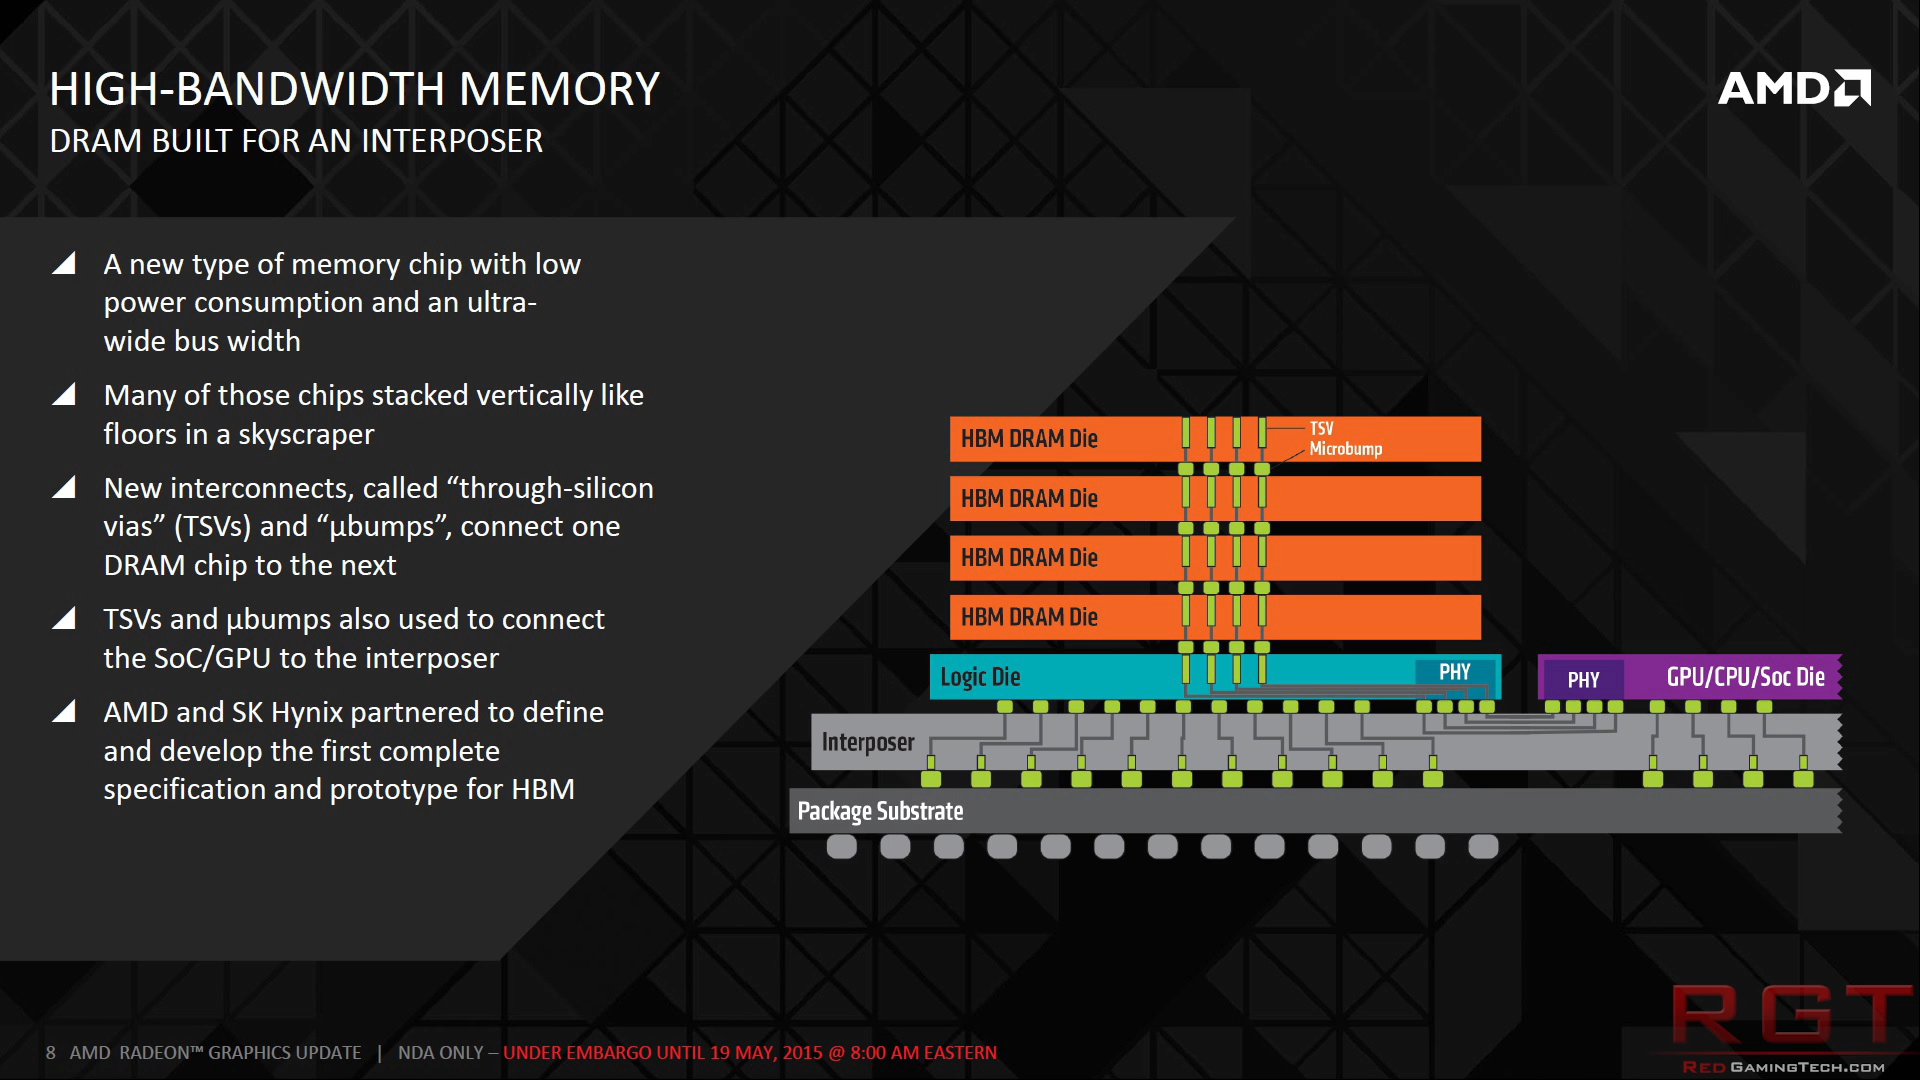 HIGH-BANDWIDTH MEMORY
DRAM BUILT FOR AN INTERPOSER
AMD
A new type of memory chip with low
power consumption and an ultra-
wide bus width
Many of those chips stacked vertically like
floors in a skyscraper
New interconnects, called “through-silicon
vias” (TSVs) and “µbumps”, connect one
DRAM chip to the next
TSVs and µbumps also used to connect
the SoC/GPU to the interposer
AMD and SK Hynix partnered to define
and develop the first complete
specification and prototype for HBM
HBM DRAM Die
TSV
Microbump
HBM DRAM Die
HBM DRAM Die
HBM DRAM Die
Logic Die
PHY
PHY
GPU/CPU/Soc Die
Interposer
Package Substrate
8 AMD RADEON™ GRAPHICS UPDATE | NDA ONLY – UNDER EMBARGO UNTIL 19 MAY, 2015 @ 8:00 AM EASTERN
RGT
REDGAMINGTECH.COM